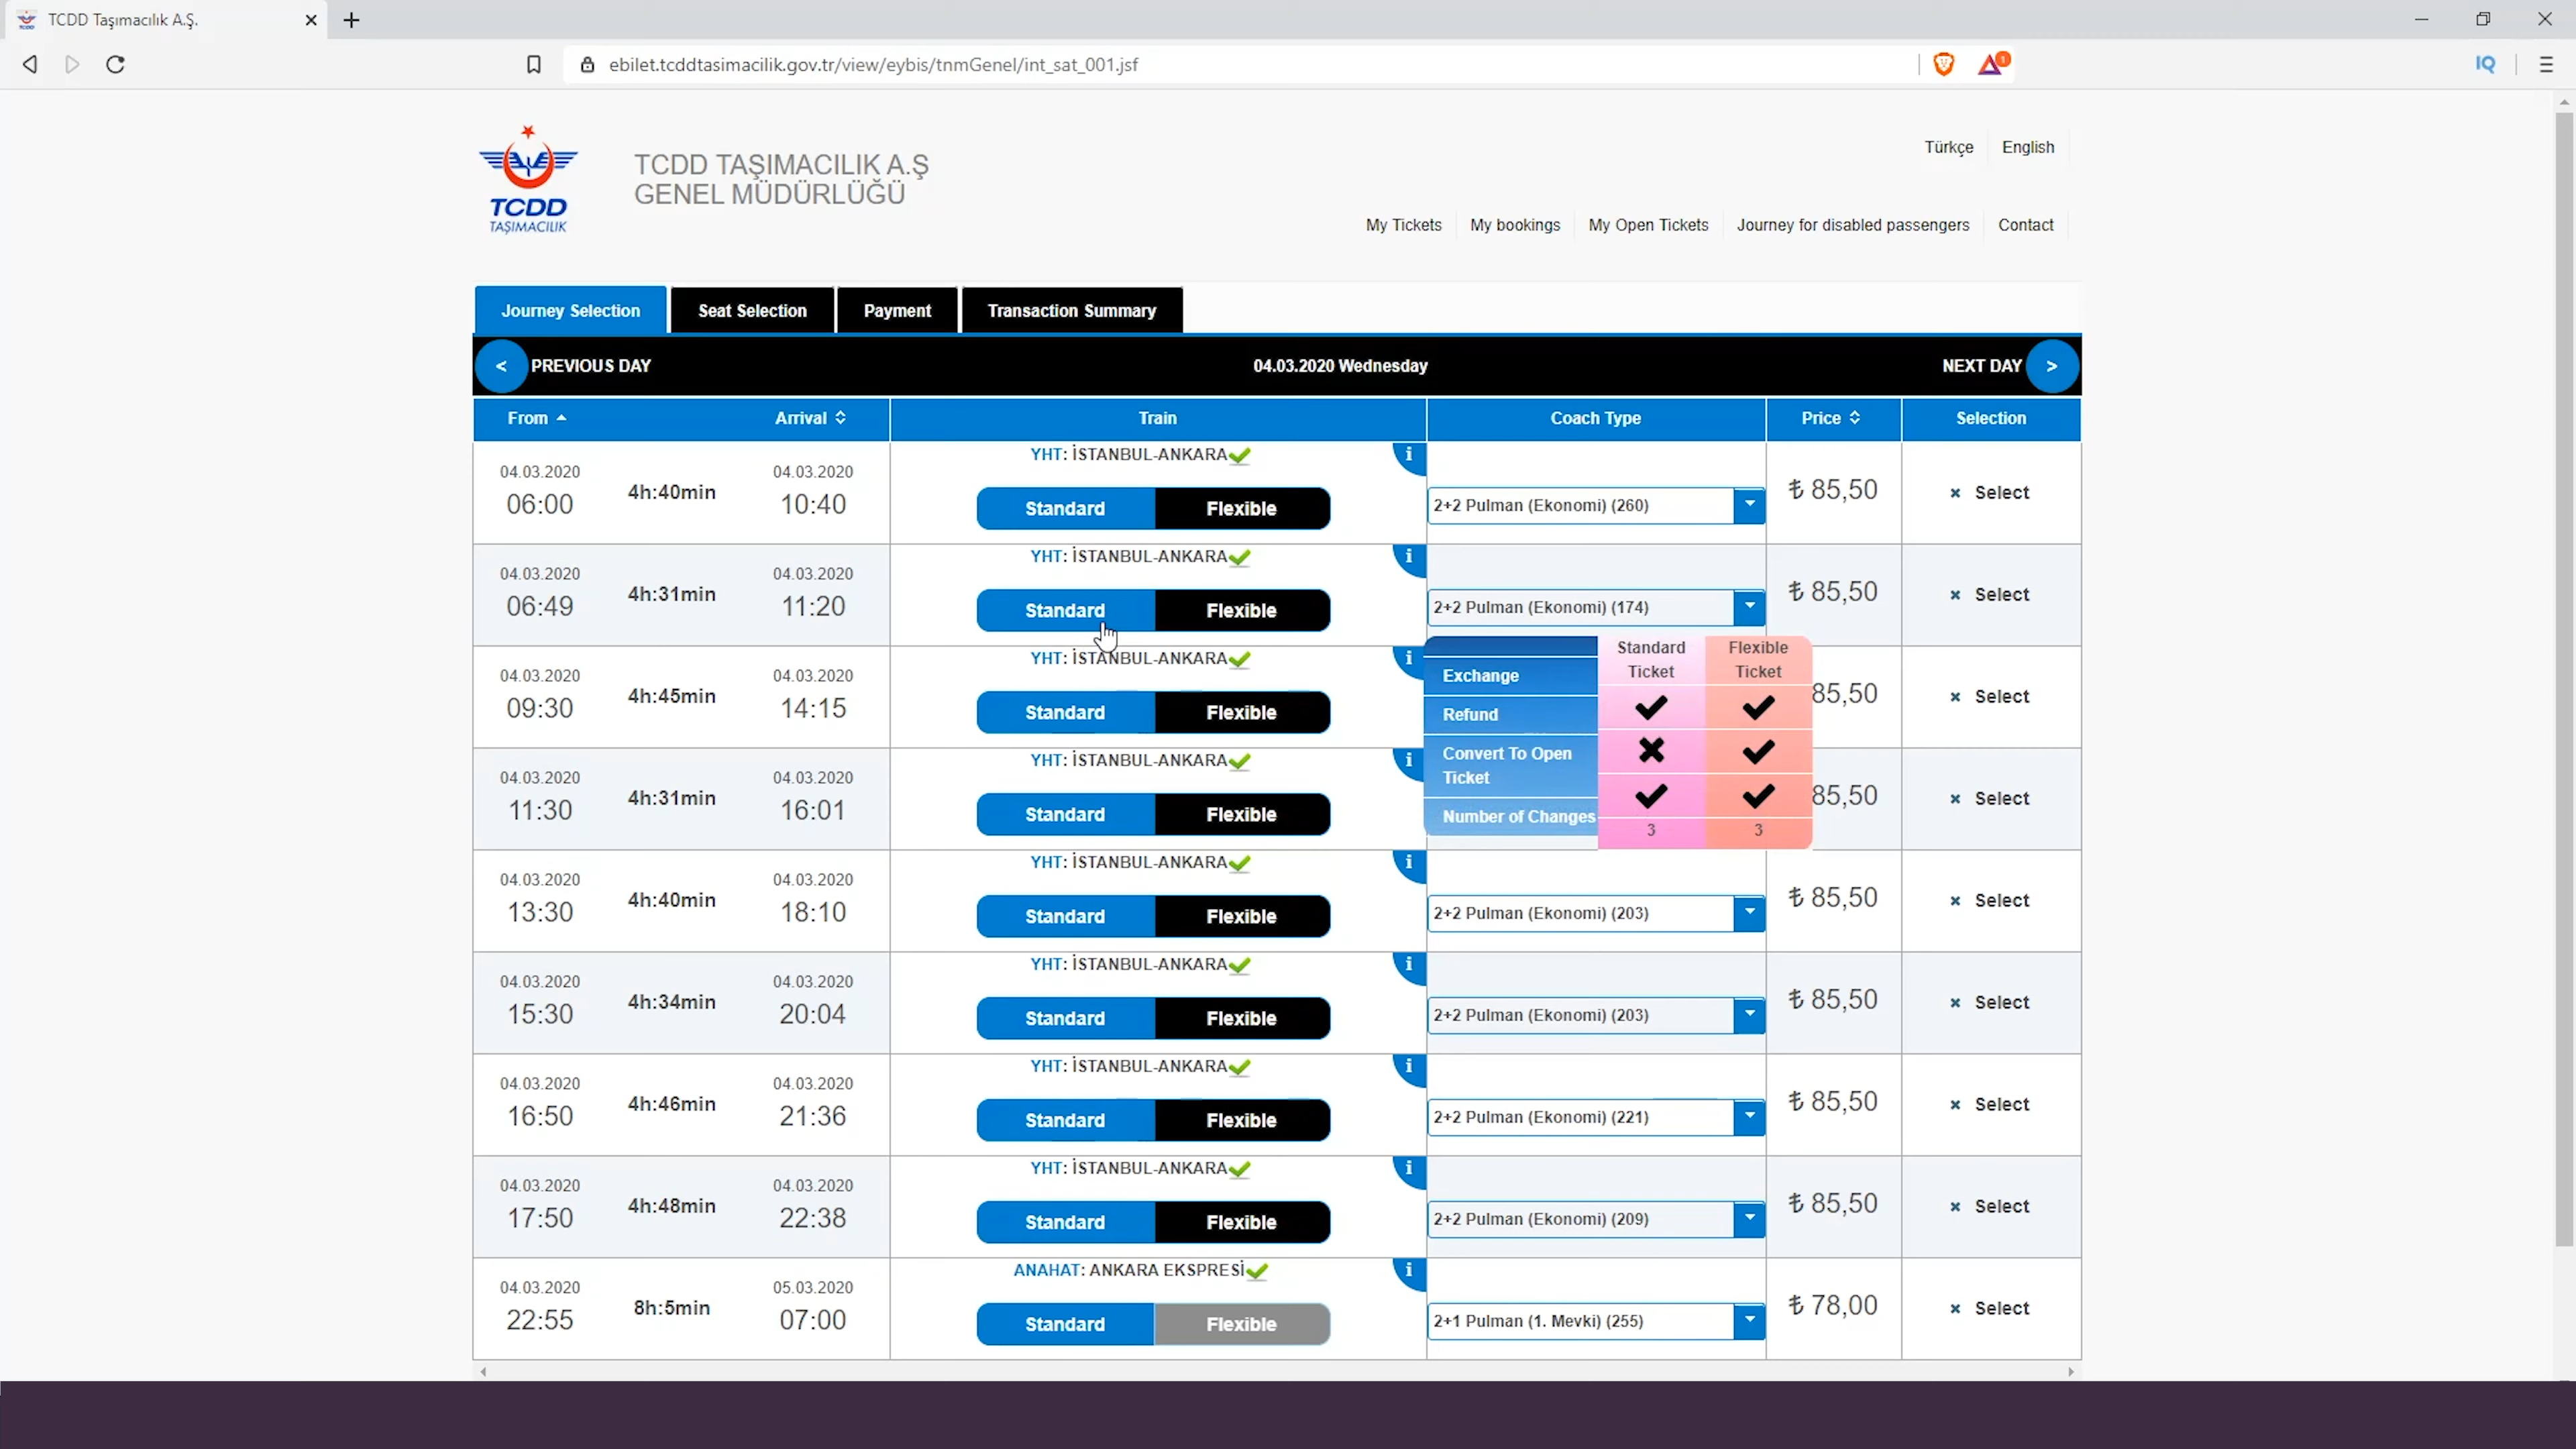 TCDD Taşımacılık A.Ş.
ebilet.tcddtasimacilik.gov.tr/view/eybis/tnmGenel/int_sat_001.jsf
1
IQ
TCDD
TAŞIMACILIK
TCDD TAŞIMACILIK A.Ş
GENEL MÜDÜRLÜĞÜ
Türkçe English
My Tickets My bookings My Open Tickets Journey for disabled passengers Contact
Journey Selection Seat Selection Payment Transaction Summary
< PREVIOUS DAY 04.03.2020 Wednesday NEXT DAY >
From Arrival Train Coach Type Price Selection
YHT: İSTANBUL-ANKARA i
04.03.2020 04.03.2020
06:00 4h:40min 10:40 Standard Flexible 2+2 Pulman (Ekonomi) (260) ₺ 85,50 × Select
YHT: İSTANBUL-ANKARA i
04.03.2020 04.03.2020
06:49 4h:31min 11:20 Standard Flexible 2+2 Pulman (Ekonomi) (174) ₺ 85,50 × Select
YHT: İSTANBUL-ANKARA i
04.03.2020 04.03.2020
09:30 4h:45min 14:15 Standard Flexible 85,50 × Select
Standard Flexible
Ticket Ticket
Exchange
Refund
Convert To Open
Ticket
Number of Changes 3 3
YHT: İSTANBUL-ANKARA i
04.03.2020 04.03.2020
11:30 4h:31min 16:01 Standard Flexible 85,50 × Select
YHT: İSTANBUL-ANKARA i
04.03.2020 04.03.2020
13:30 4h:40min 18:10 Standard Flexible 2+2 Pulman (Ekonomi) (203) ₺ 85,50 × Select
YHT: İSTANBUL-ANKARA i
04.03.2020 04.03.2020
15:30 4h:34min 20:04 Standard Flexible 2+2 Pulman (Ekonomi) (203) ₺ 85,50 × Select
YHT: İSTANBUL-ANKARA i
04.03.2020 04.03.2020
16:50 4h:46min 21:36 Standard Flexible 2+2 Pulman (Ekonomi) (221) ₺ 85,50 × Select
YHT: İSTANBUL-ANKARA i
04.03.2020 04.03.2020
17:50 4h:48min 22:38 Standard Flexible 2+2 Pulman (Ekonomi) (209) ₺ 85,50 × Select
ANAHAT: ANKARA EKSPRESİ i
04.03.2020 05.03.2020
22:55 8h:5min 07:00 Standard Flexible 2+1 Pulman (1. Mevki) (255) ₺ 78,00 × Select